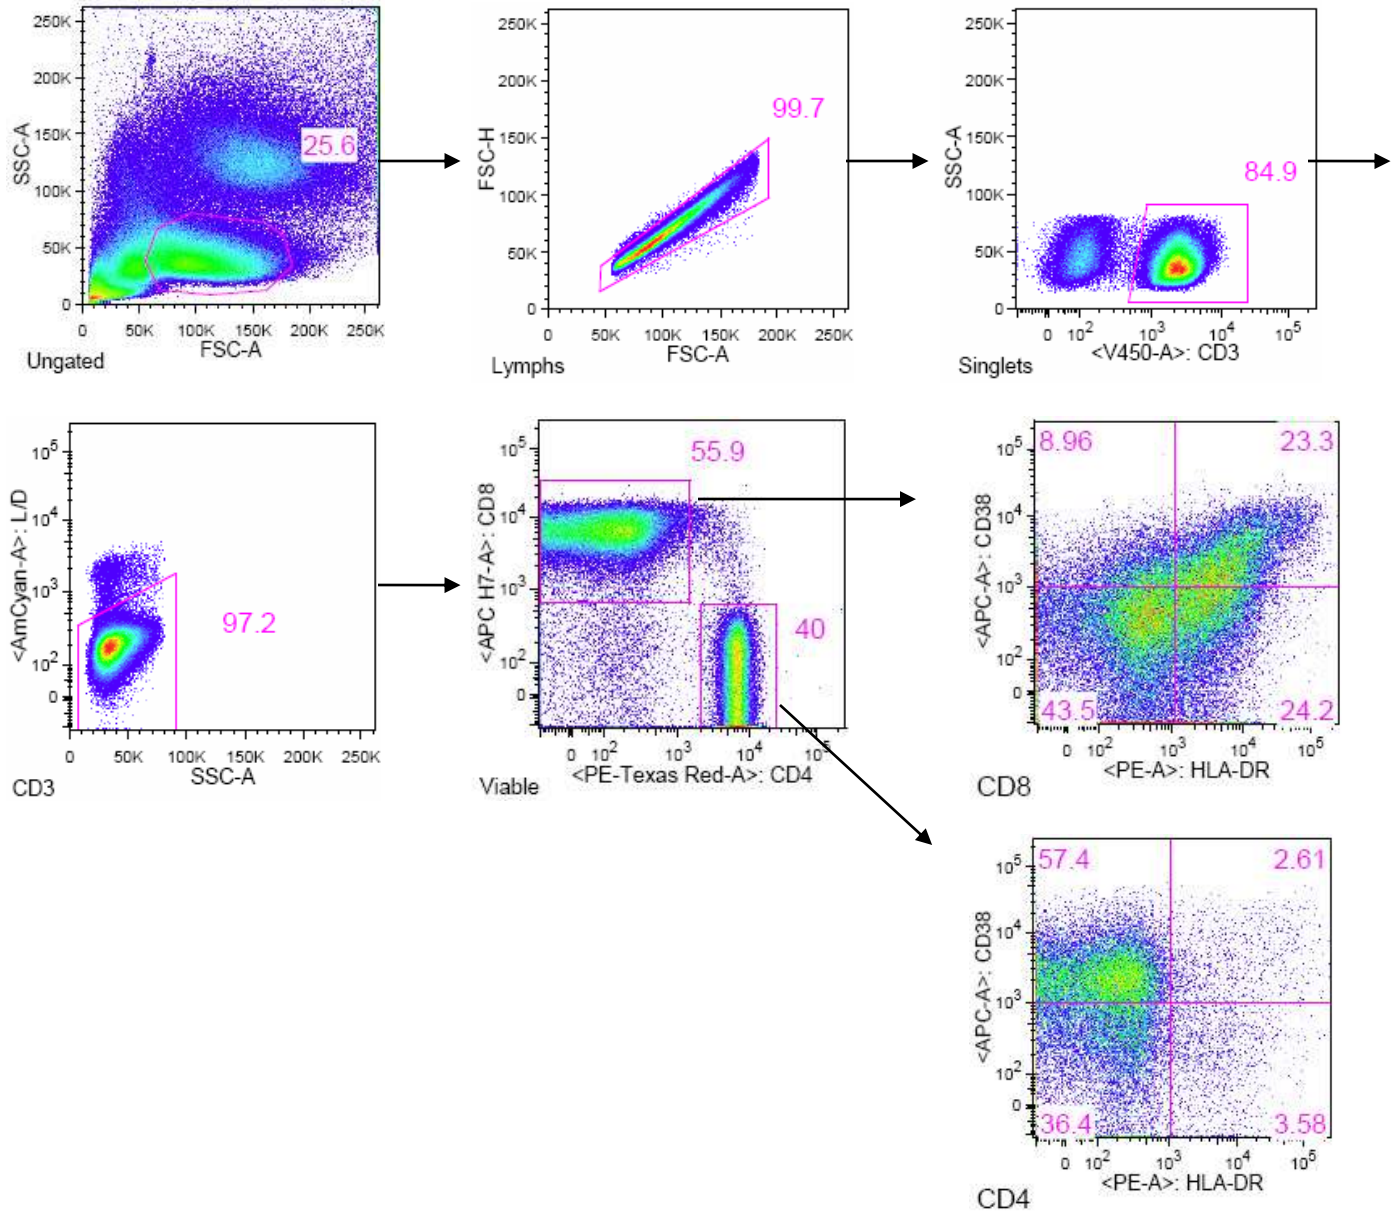 250K
200K
150K
100K
50K
0
SSC-A
25.6
0 50K 100K 150K 200K 250K
FSC-A
Ungated
250K
200K
150K
100K
50K
0
FSC-H
99.7
0 50K 100K 150K 200K 250K
FSC-A
Lymphs
250K
200K
150K
100K
50K
0
SSC-A
84.9
0 10^2 10^3 10^4 10^5
<V450-A>: CD3
Singlets
10^5
10^4
10^3
10^2
0
<AmCyan-A>: L/D
97.2
0 50K 100K 150K 200K 250K
SSC-A
CD3
10^5
10^4
10^3
10^2
0
<APC H7-A>: CD8
55.9
40
0 10^2 10^3 10^4 10^5
<PE-Texas Red-A>: CD4
Viable
10^5
10^4
10^3
10^2
0
<APC-A>: CD38
8.96 23.3
43.5 24.2
0 10^2 10^3 10^4 10^5
<PE-A>: HLA-DR
CD8
10^5
10^4
10^3
10^2
0
<APC-A>: CD38
57.4 2.61
36.4 3.58
0 10^2 10^3 10^4 10^5
<PE-A>: HLA-DR
CD4